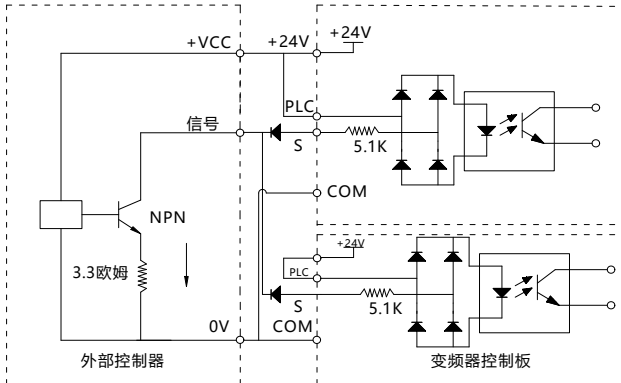 +24V
+VCC
+24V
PLC
信号
S
5.1K
COM
NPN
+24V
PLC
3.3欧姆
S
5.1K
0V
COM
外部控制器
变频器控制板